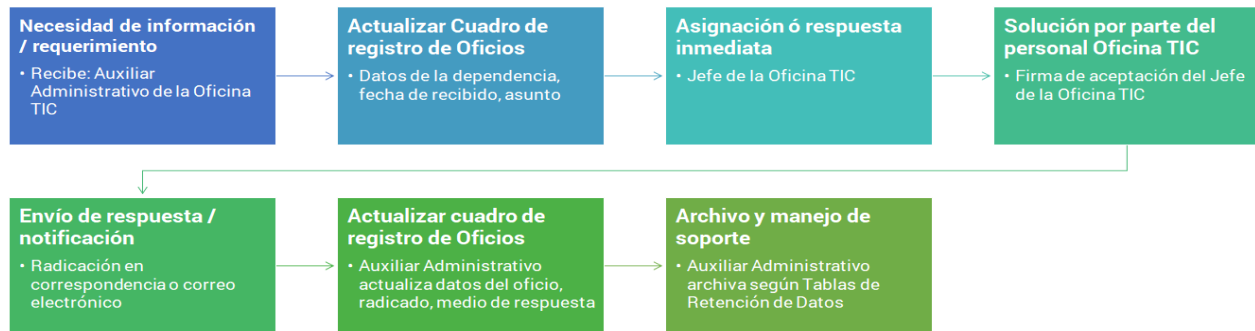 Necesidad de información
/ requerimiento
• Recibe: Auxiliar
Administrativo de la Oficina
TIC
Actualizar Cuadro de
registro de Oficios
• Datos de la dependencia,
fecha de recibido, asunto
Asignación ó respuesta
inmediata
• Jefe de la Oficina TIC
Solución por parte del
personal Oficina TIC
• Firma de aceptación del Jefe
de la Oficina TIC
Envío de respuesta /
notificación
• Radicación en
correspondencia o correo
electrónico
Actualizar cuadro de
registro de Oficios
• Auxiliar Administrativo
actualiza datos del oficio,
radicado, medio de respuesta
Archivo y manejo de
soporte
• Auxiliar Administrativo
archiva según Tablas de
Retención de Datos